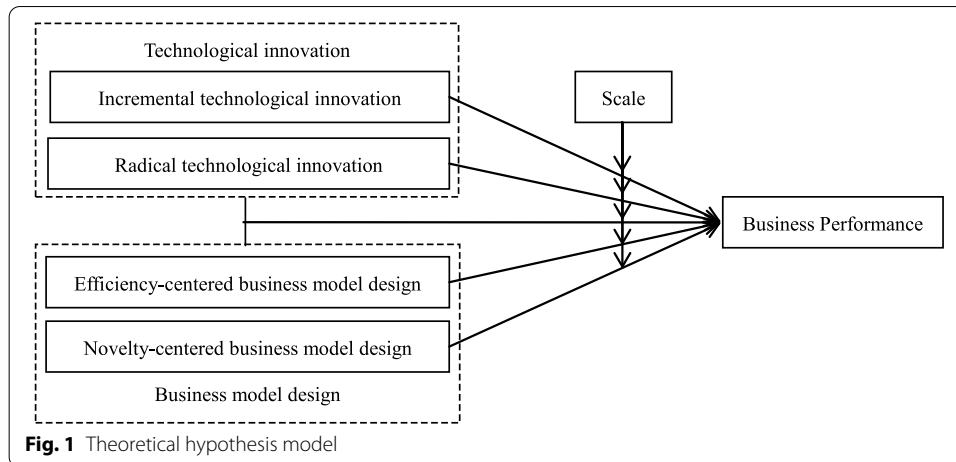 Technological innovation
Incremental technological innovation
Scale
Radical technological innovation
Business Performance
Efficiency-centered business model design
Novelty-centered business model design
Business model design
Fig. 1 Theoretical hypothesis model